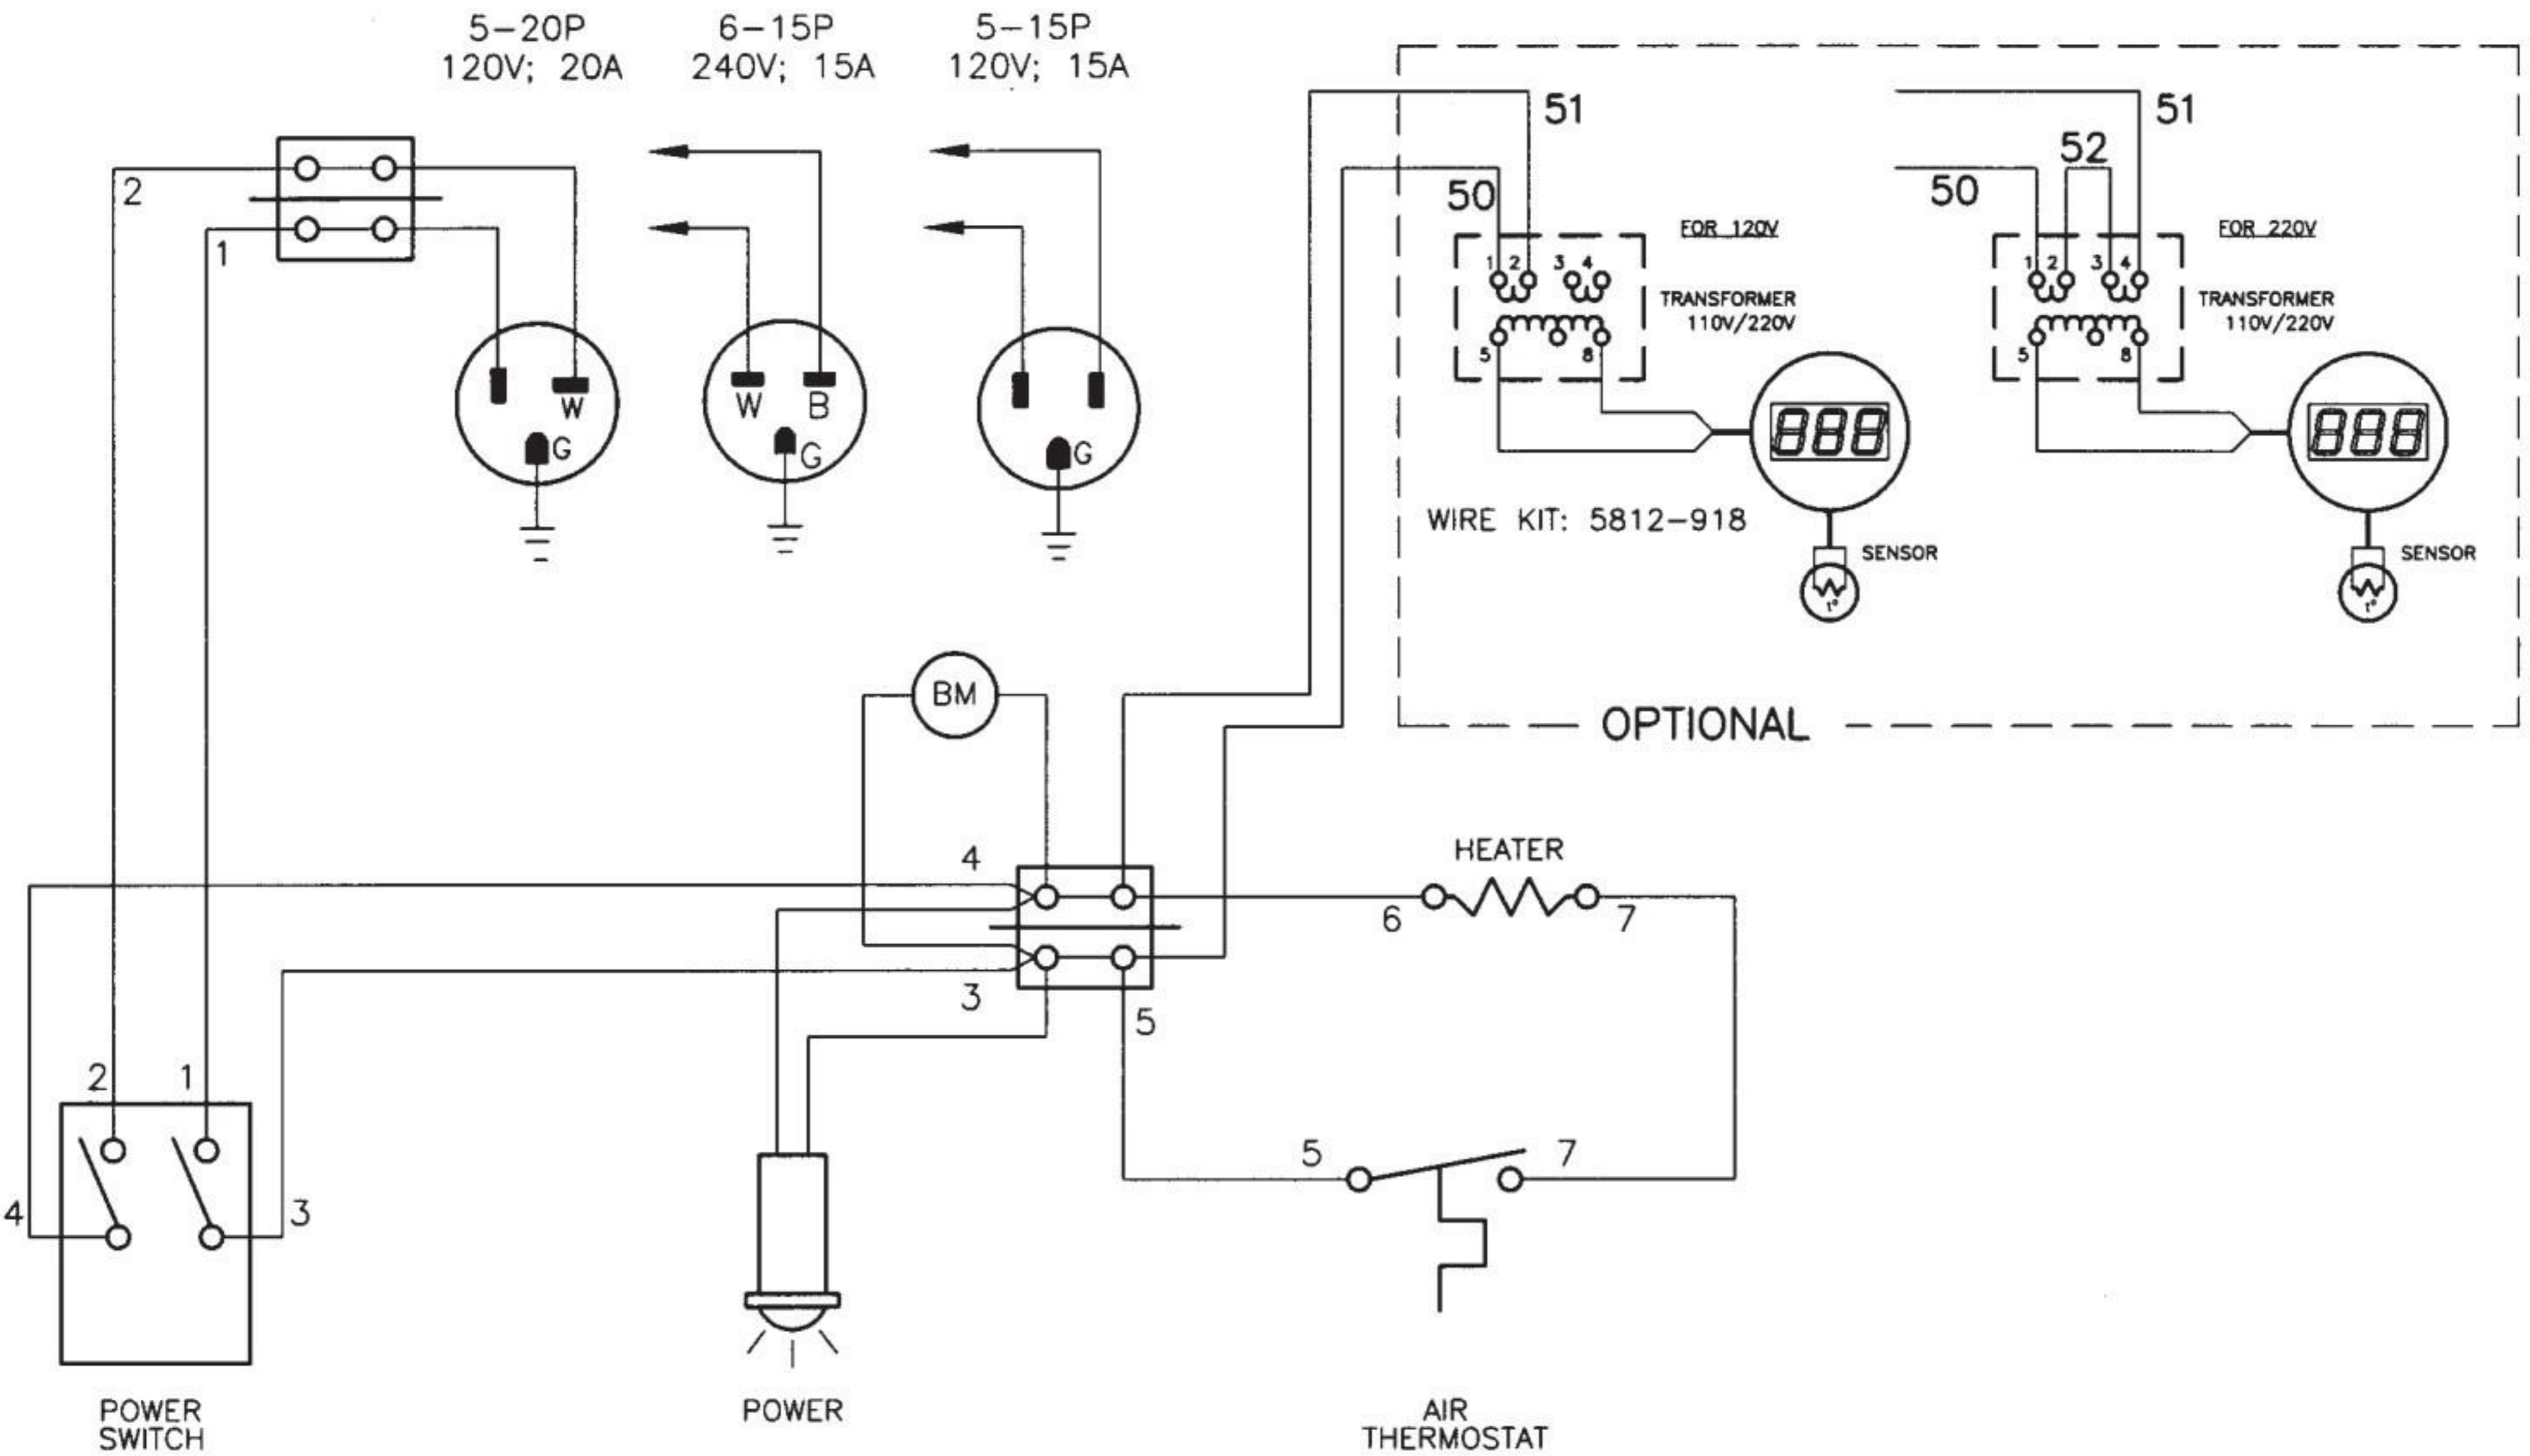 5-20P
120V; 20A
6-15P
240V; 15A
5-15P
120V; 15A
2
1
W
G
W
B
G
G
51
50
FOR 120V
1 2 3 4
TRANSFORMER
110V/220V
5 8
888
WIRE KIT: 5812-918
SENSOR
t°
51
52
50
FOR 220V
1 2 3 4
TRANSFORMER
110V/220V
5 8
888
SENSOR
t°
OPTIONAL
BM
4
3
5
HEATER
6
7
2
1
4
3
5
7
POWER
SWITCH
POWER
AIR
THERMOSTAT